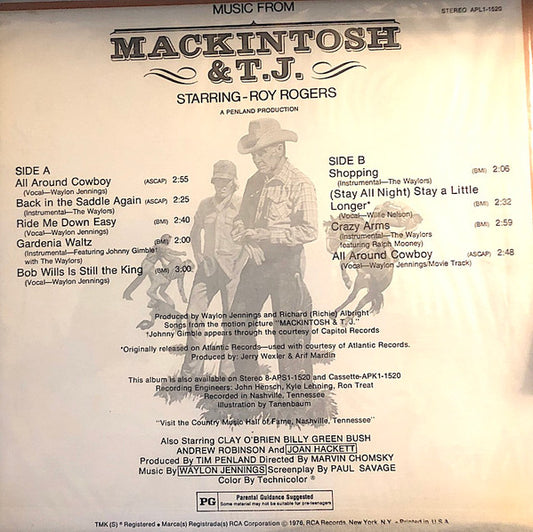 MUSIC FROM
STEREO APL1-1520
MACKINTOSH
& T.J.
STARRING-ROY ROGERS
A PENLAND PRODUCTION
SIDE A
All Around Cowboy (ASCAP) 2:55
(Vocal—Waylon Jennings)
Back in the Saddle Again (ASCAP) 2:25
(Instrumental—The Waylors)
Ride Me Down Easy (BMI) 2:40
(Vocal—Waylon Jennings)
Gardenia Waltz (BMI) 2:00
(Instrumental—Featuring Johnny Gimble†
with The Waylors)
Bob Wills Is Still the King (BMI) 3:00
(Vocal—Waylon Jennings)
SIDE B
Shopping (BMI) 2:06
(Instrumental—The Waylors)
(Stay All Night) Stay a Little
Longer* (BMI) 2:32
(Vocal—Willie Nelson)
Crazy Arms (BMI) 2:59
(Instrumental—The Waylors
featuring Ralph Mooney)
All Around Cowboy (ASCAP) 2:48
(Vocal—Waylon Jennings/Movie Track)
Produced by Waylon Jennings and Richard (Richie) Albright
Songs from the motion picture "MACKINTOSH & T. J."
†Johnny Gimble appears through the courtesy of Capitol Records
*Originally released on Atlantic Records—used with courtesy of Atlantic Records.
Produced by: Jerry Wexler & Arif Mardin
This album is also available on Stereo 8-APS1-1520 and Cassette-APK1-1520
Recording Engineers: John Hensch, Kyle Lehning, Ron Treat
Recorded in Nashville, Tennessee
Illustration by Tanenbaum
"Visit the Country Music Hall of Fame, Nashville, Tennessee"
Also Starring CLAY O'BRIEN BILLY GREEN BUSH
ANDREW ROBINSON And JOAN HACKETT
Produced By TIM PENLAND Directed By MARVIN CHOMSKY
Music By WAYLON JENNINGS Screenplay By PAUL SAVAGE
Color By Technicolor ®
PG Parental Guidance Suggested
Some material may not be suitable for children
TMK (S) ® Registered • Marca(s) Registrada(s) RCA Corporation © 1976, RCA Records, New York, N.Y. • Printed in U.S.A.